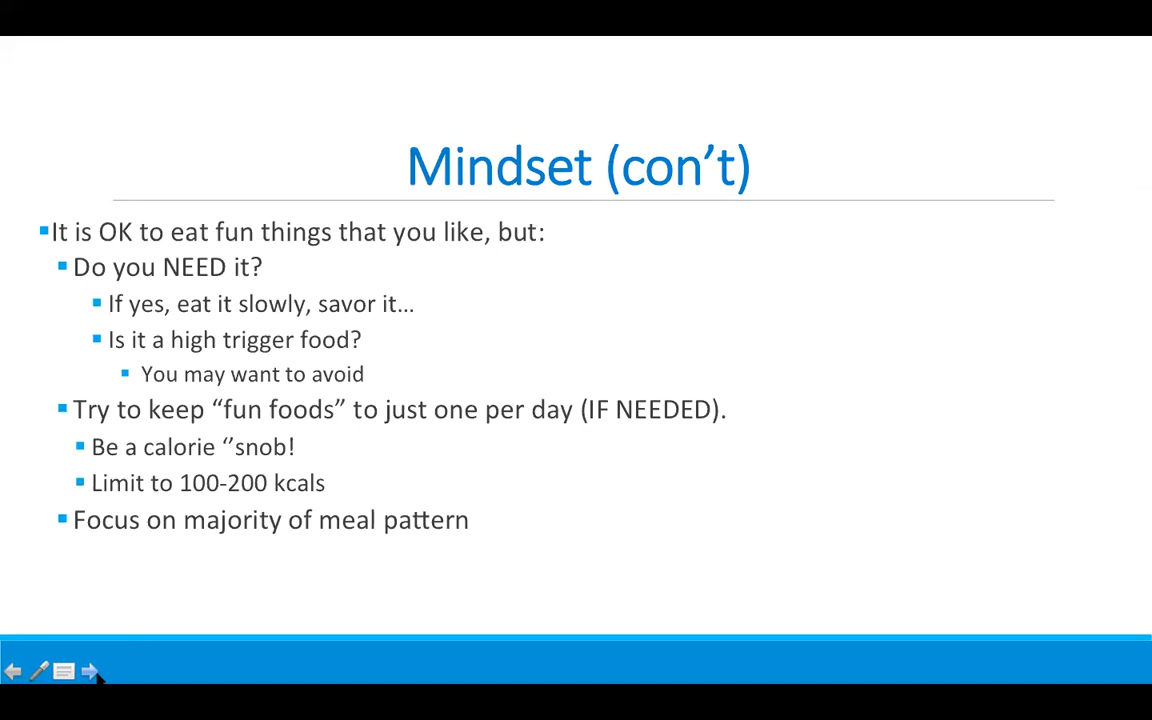 Mindset (con’t)
It is OK to eat fun things that you like, but:
Do you NEED it?
If yes, eat it slowly, savor it…
Is it a high trigger food?
You may want to avoid
Try to keep “fun foods” to just one per day (IF NEEDED).
Be a calorie ‘’snob!
Limit to 100-200 kcals
Focus on majority of meal pattern